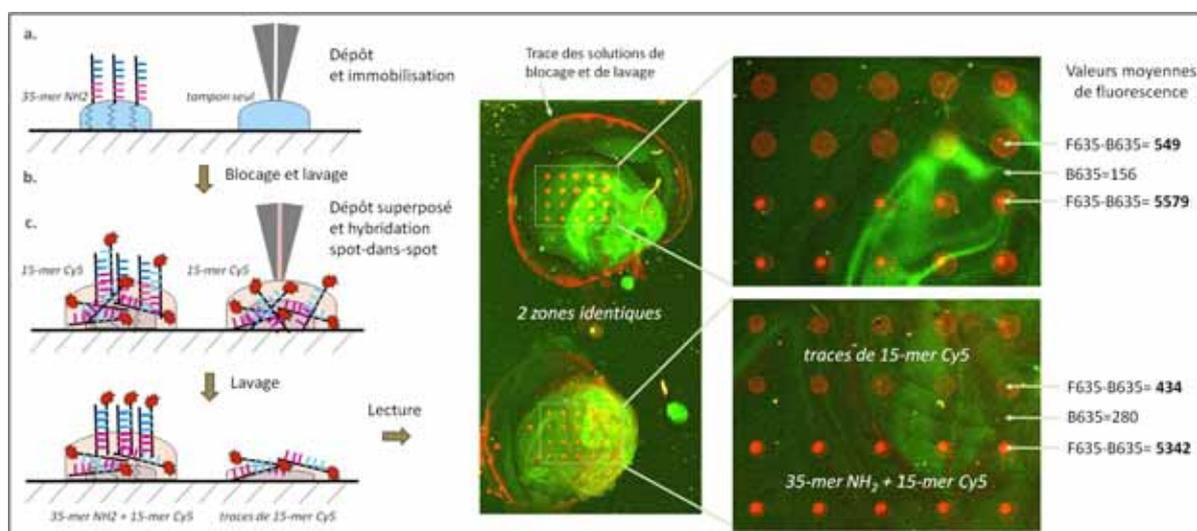 a.
Dépôt
et immobilisation
35-mer NH2
tampon seul
b.
Blocage et lavage
c.
Dépôt superposé
et hybridation
spot-dans-spot
15-mer Cy5
15-mer Cy5
Lavage
Lecture
35-mer NH2 + 15-mer Cy5
traces de 15-mer Cy5
Trace des solutions de
blocage et de lavage
2 zones identiques
Valeurs moyennes
de fluorescence
F635-B635= 549
B635=156
F635-B635= 5579
traces de 15-mer Cy5
F635-B635= 434
B635=280
F635-B635= 5342
35-mer NH₂ + 15-mer Cy5